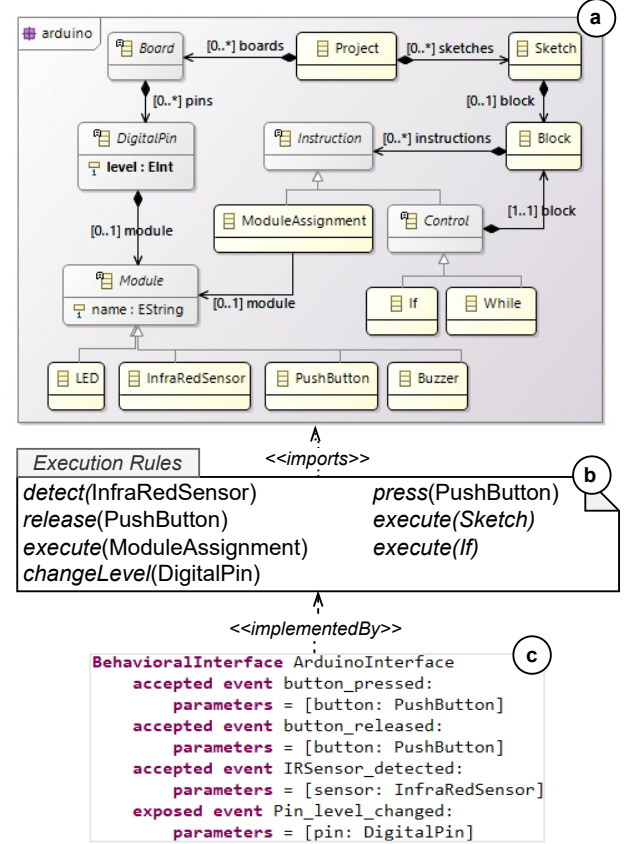 a
arduino
Board
[0..*] boards
Project
[0..*] sketches
Sketch
[0..*] pins
[0..1] block
DigitalPin
level : EInt
Instruction
[0..*] instructions
Block
[0..1] module
ModuleAssignment
Control
[1..1] block
Module
name : EString
[0..1] module
If
While
LED
InfraRedSensor
PushButton
Buzzer
<<imports>>
Execution Rules
b
detect(InfraRedSensor)
press(PushButton)
release(PushButton)
execute(Sketch)
execute(ModuleAssignment)
execute(If)
changeLevel(DigitalPin)
<<implementedBy>>
c
BehavioralInterface ArduinoInterface
accepted event button_pressed:
parameters = [button: PushButton]
accepted event button_released:
parameters = [button: PushButton]
accepted event IRSensor_detected:
parameters = [sensor: InfraRedSensor]
exposed event Pin_level_changed:
parameters = [pin: DigitalPin]